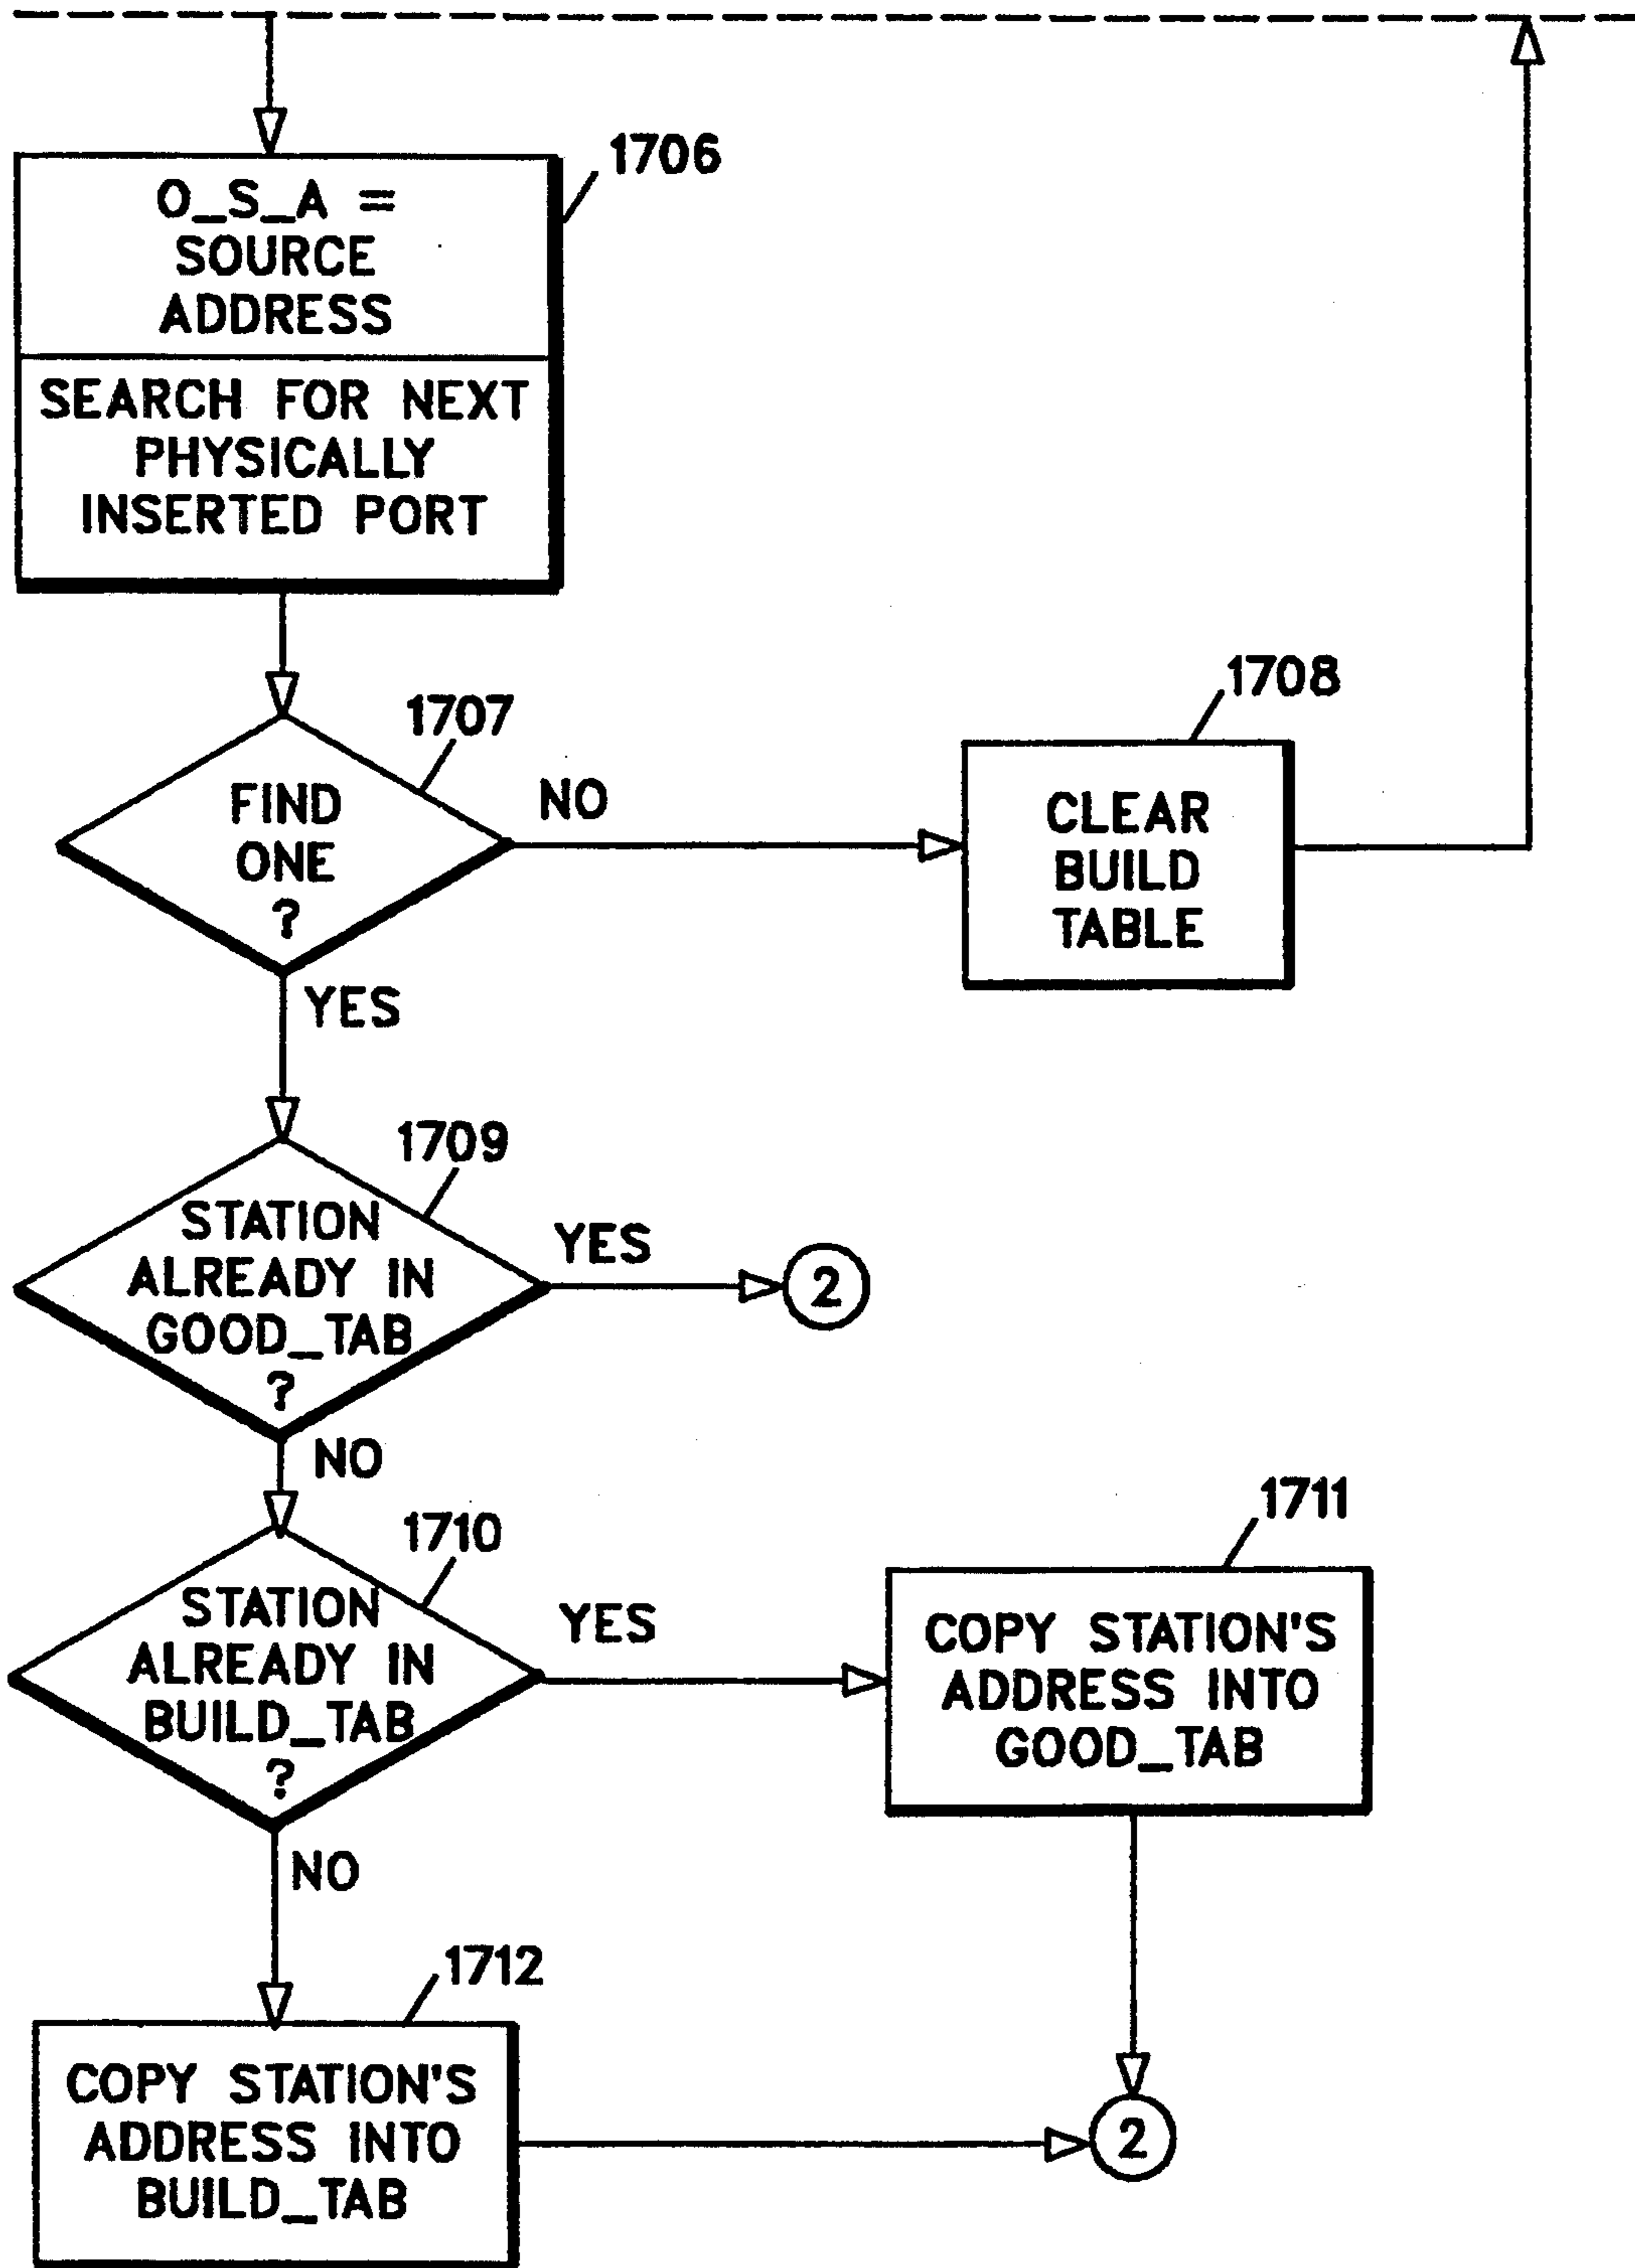 1706
O_S_A =
SOURCE
ADDRESS
SEARCH FOR NEXT
PHYSICALLY
INSERTED PORT
1707
FIND
ONE
?
NO
YES
1708
CLEAR
BUILD
TABLE
1709
STATION
ALREADY IN
GOOD_TAB
?
YES
2
NO
1710
STATION
ALREADY IN
BUILD_TAB
?
YES
NO
1711
COPY STATION'S
ADDRESS INTO
GOOD_TAB
1712
COPY STATION'S
ADDRESS INTO
BUILD_TAB
2